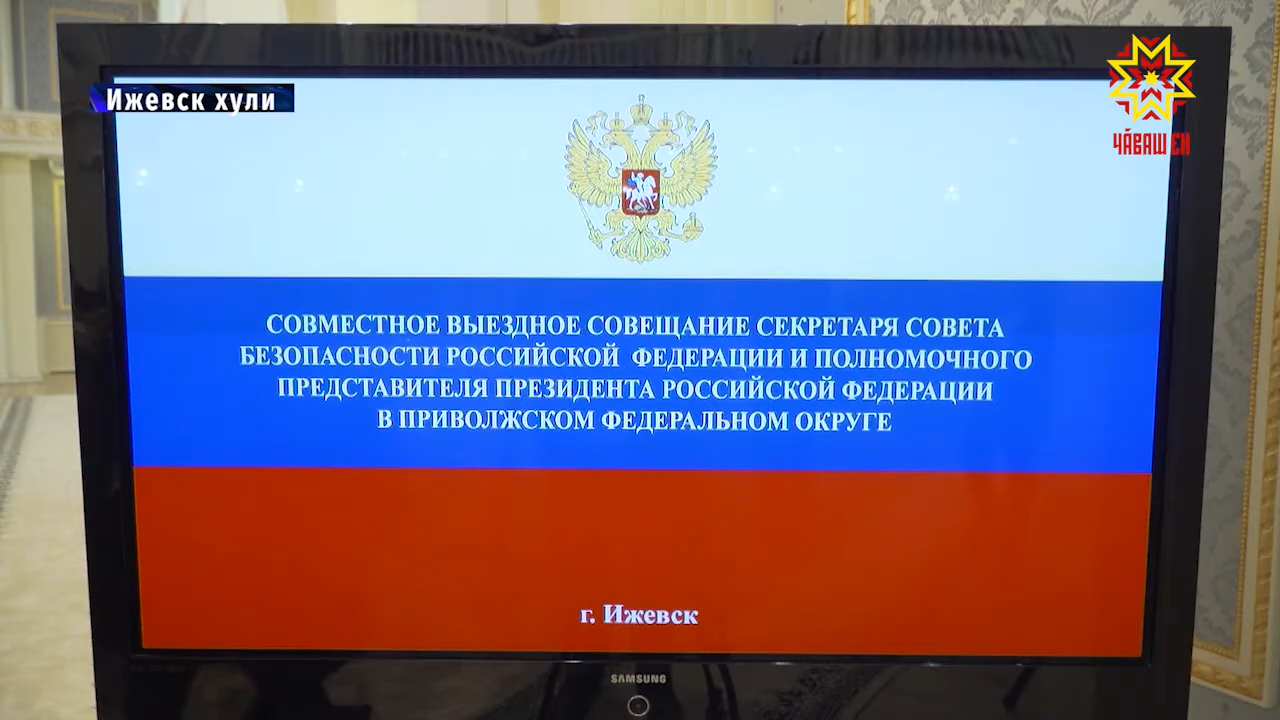 Ижевск хули
ЧӐВАШ ЕН
СОВМЕСТНОЕ ВЫЕЗДНОЕ СОВЕЩАНИЕ СЕКРЕТАРЯ СОВЕТА
БЕЗОПАСНОСТИ РОССИЙСКОЙ ФЕДЕРАЦИИ И ПОЛНОМОЧНОГО
ПРЕДСТАВИТЕЛЯ ПРЕЗИДЕНТА РОССИЙСКОЙ ФЕДЕРАЦИИ
В ПРИВОЛЖСКОМ ФЕДЕРАЛЬНОМ ОКРУГЕ
г. Ижевск
SAMSUNG